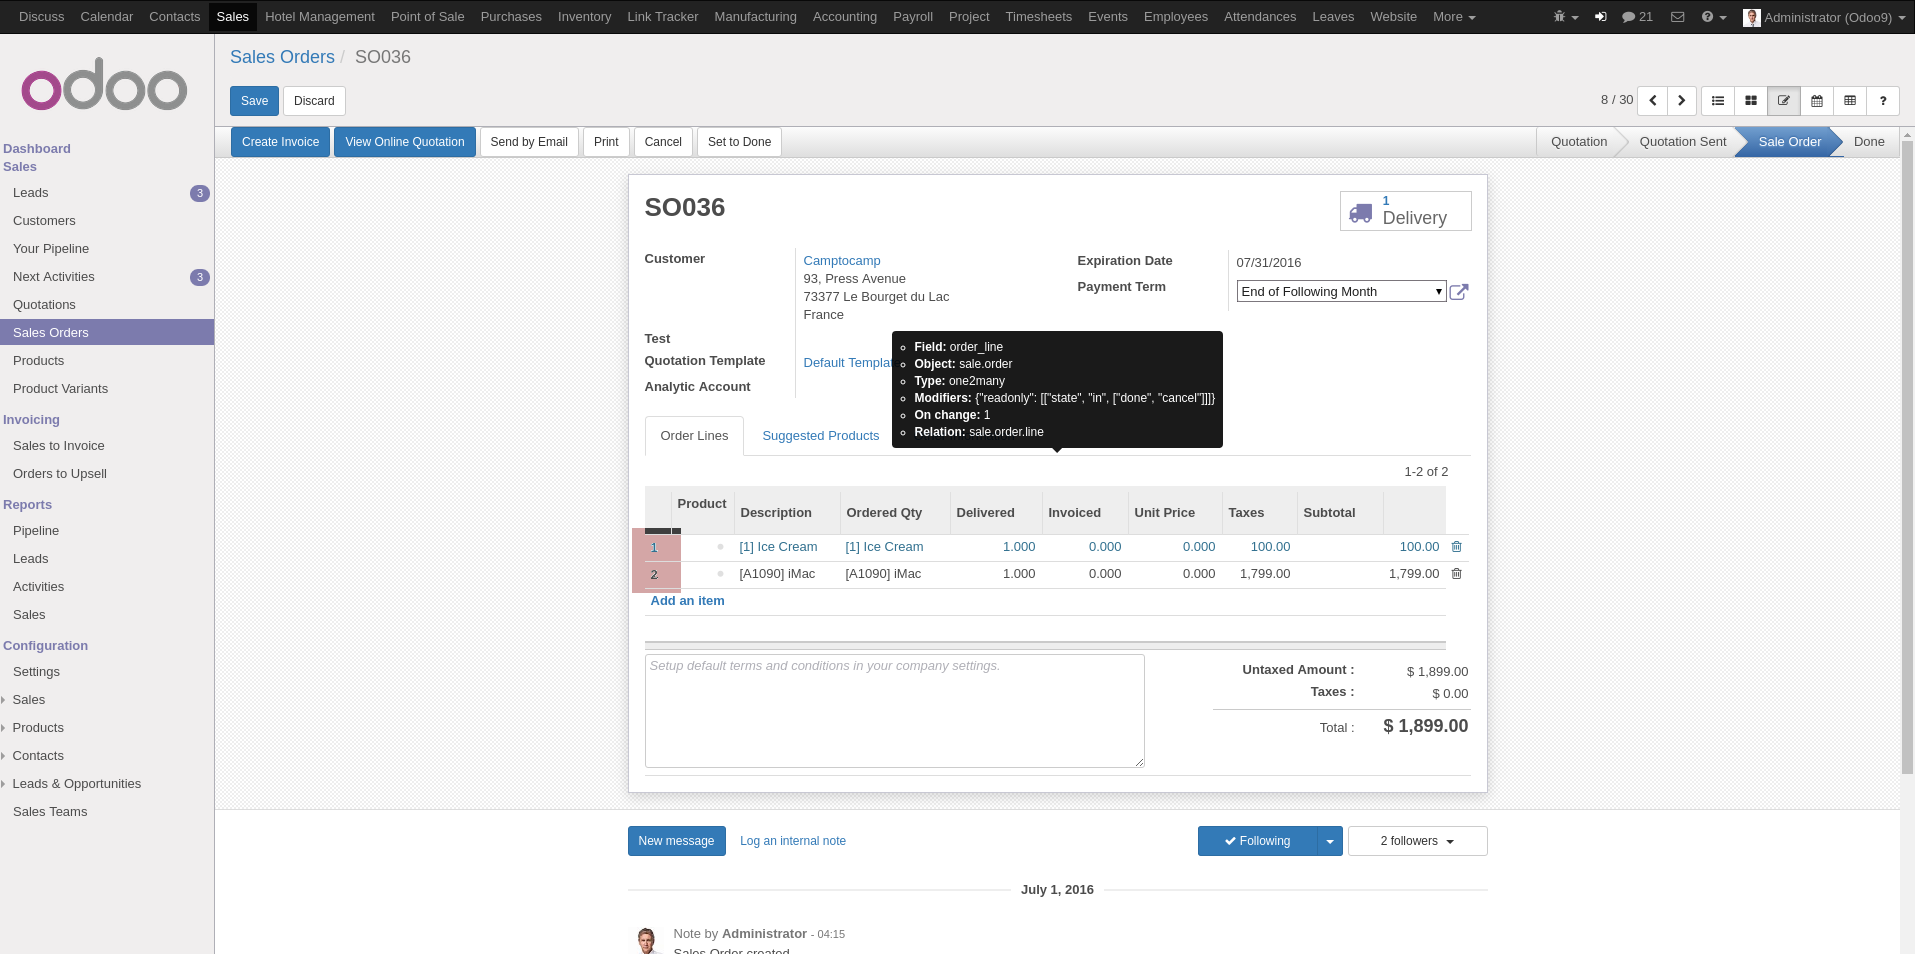 Discuss Calendar Contacts Sales Hotel Management Point of Sale Purchases Inventory Link Tracker Manufacturing Accounting Payroll Project Timesheets Events Employees Attendances Leaves Website More 21 Administrator (Odoo9)
odoo
Dashboard
Sales
Leads 3
Customers
Your Pipeline
Next Activities 3
Quotations
Sales Orders
Products
Product Variants
Invoicing
Sales to Invoice
Orders to Upsell
Reports
Pipeline
Leads
Activities
Sales
Configuration
Settings
Sales
Products
Contacts
Leads & Opportunities
Sales Teams
Sales Orders / SO036
Save Discard 8 / 30 ?
Create Invoice View Online Quotation Send by Email Print Cancel Set to Done Quotation Quotation Sent Sale Order Done
SO036
1
Delivery
Customer
Camptocamp
93, Press Avenue
73377 Le Bourget du Lac
France
Expiration Date 07/31/2016
Payment Term End of Following Month
Test
Quotation Template
Analytic Account
Field: order_line
Object: sale.order
Type: one2many
Modifiers: {"readonly": [["state", "in", ["done", "cancel"]]]}
On change: 1
Relation: sale.order.line
Default
Order Lines Suggested Products
1-2 of 2
Product Description Ordered Qty Delivered Invoiced Unit Price Taxes Subtotal
1 [1] Ice Cream [1] Ice Cream 1.000 0.000 0.000 100.00 100.00
2 [A1090] iMac [A1090] iMac 1.000 0.000 0.000 1,799.00 1,799.00
Add an item
Setup default terms and conditions in your company settings.
Untaxed Amount : $ 1,899.00
Taxes : $ 0.00
Total : $ 1,899.00
New message Log an internal note Following 2 followers
July 1, 2016
Note by Administrator - 04:15
Sales Order created